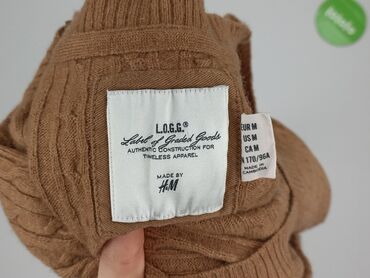 L.O.G.G.®
Label of Graded Goods
AUTHENTIC CONSTRUCTION FOR
TIMELESS APPAREL
MADE BY
H&M
EUR M
US M
CA M
CN 170/96A
MADE IN
CAMBODIA